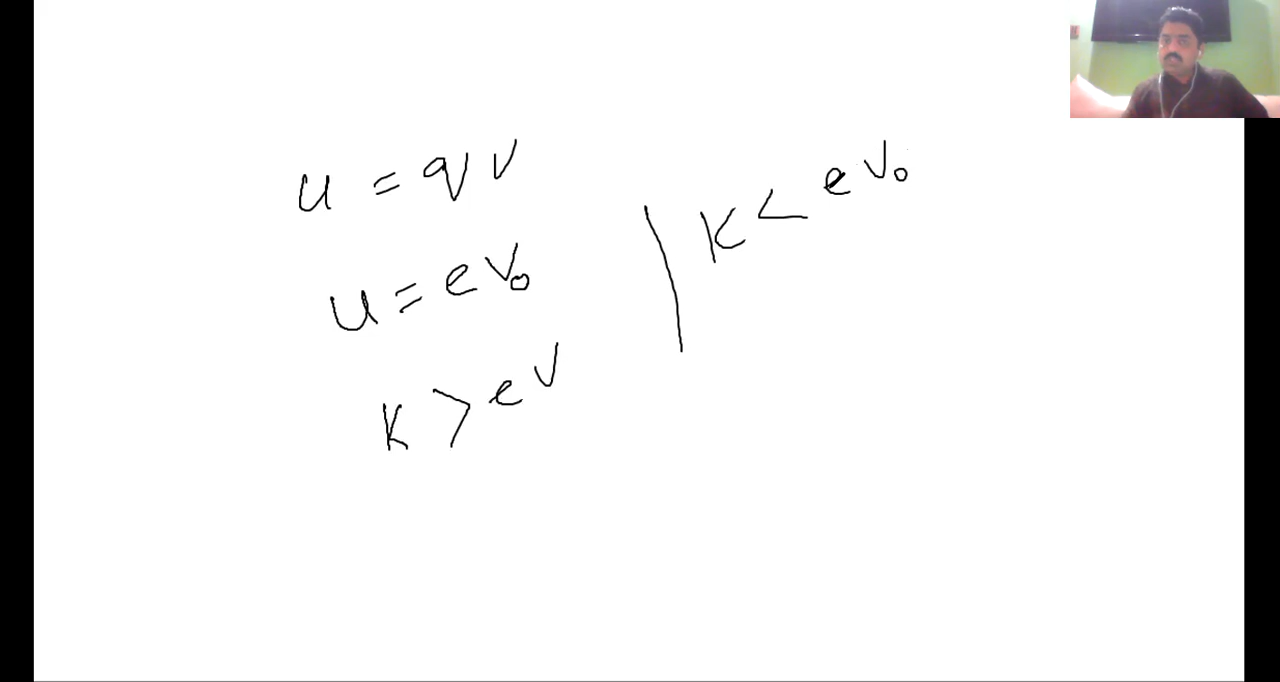 u = qv
u = ev₀
K > ev
K < ev₀